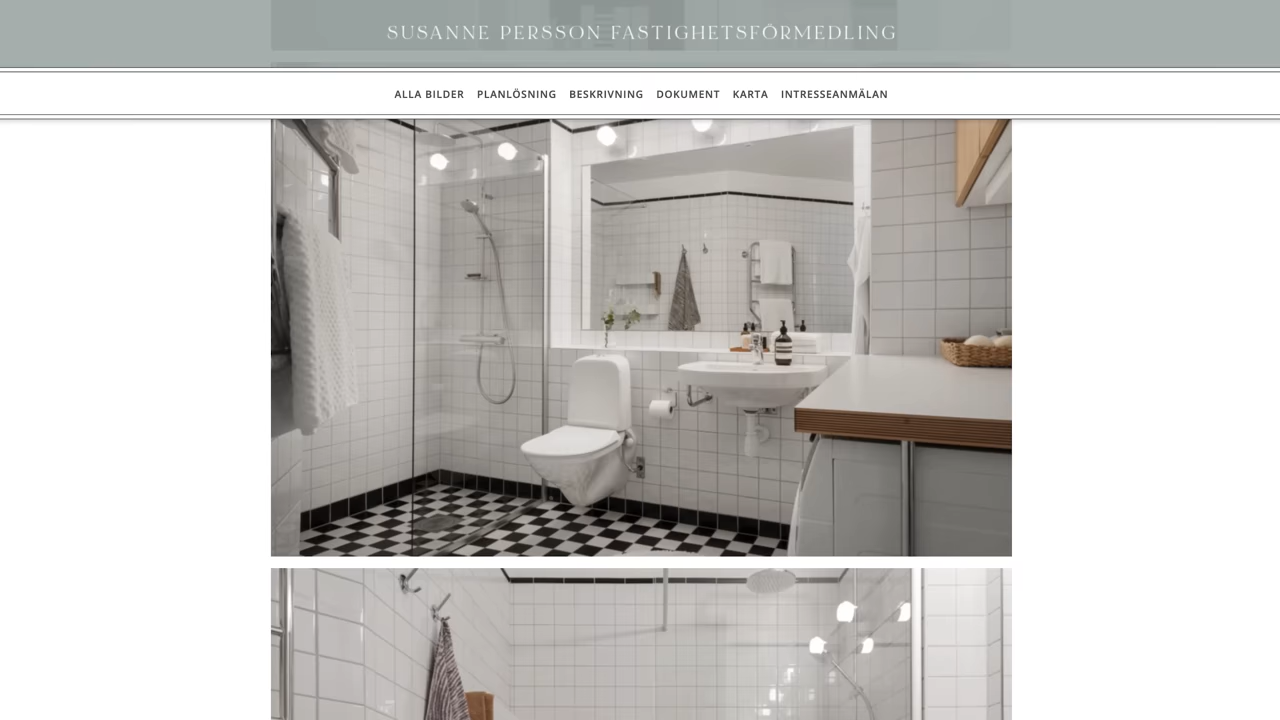 SUSANNE PERSSON FASTIGHETSFÖRMEDLING
ALLA BILDER PLANLÖSNING BESKRIVNING DOKUMENT KARTA INTRESSEANMÄLAN